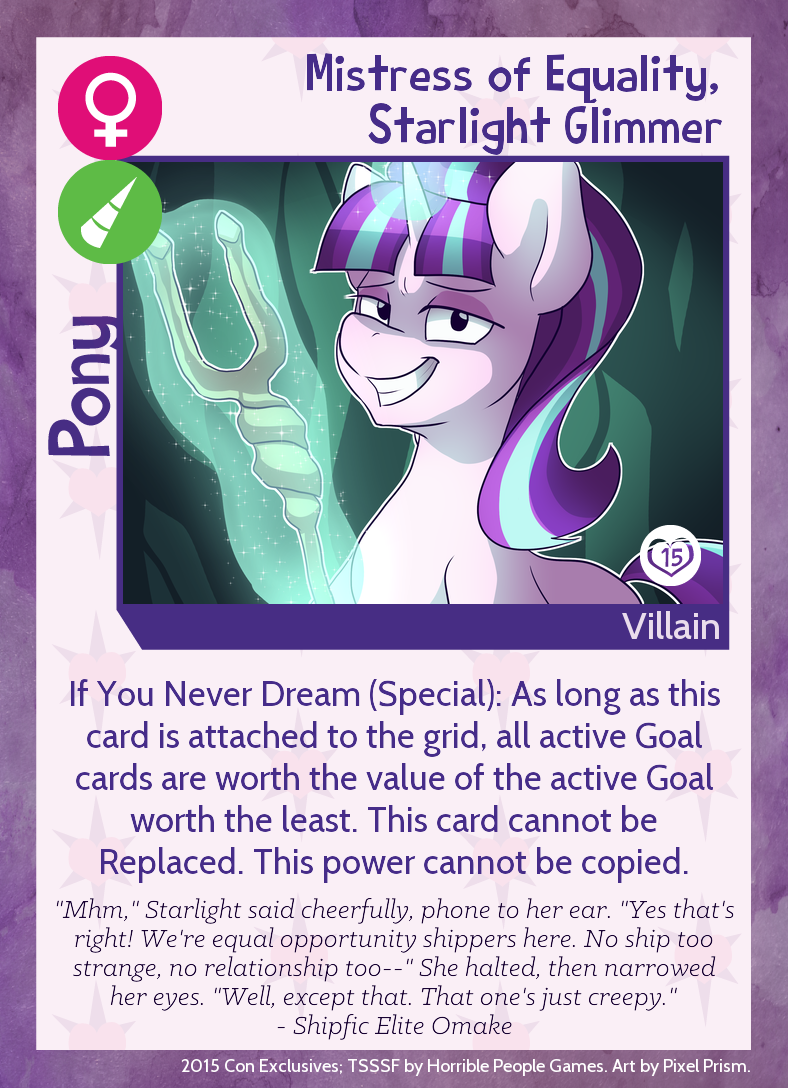 Mistress of Equality,
Starlight Glimmer
Pony
15
Villain
If You Never Dream (Special): As long as this
card is attached to the grid, all active Goal
cards are worth the value of the active Goal
worth the least. This card cannot be
Replaced. This power cannot be copied.
"Mhm," Starlight said cheerfully, phone to her ear. "Yes that's
right! We're equal opportunity shippers here. No ship too
strange, no relationship too--" She halted, then narrowed
her eyes. "Well, except that. That one's just creepy."
- Shipfic Elite Omake
2015 Con Exclusives; TSSSF by Horrible People Games. Art by Pixel Prism.